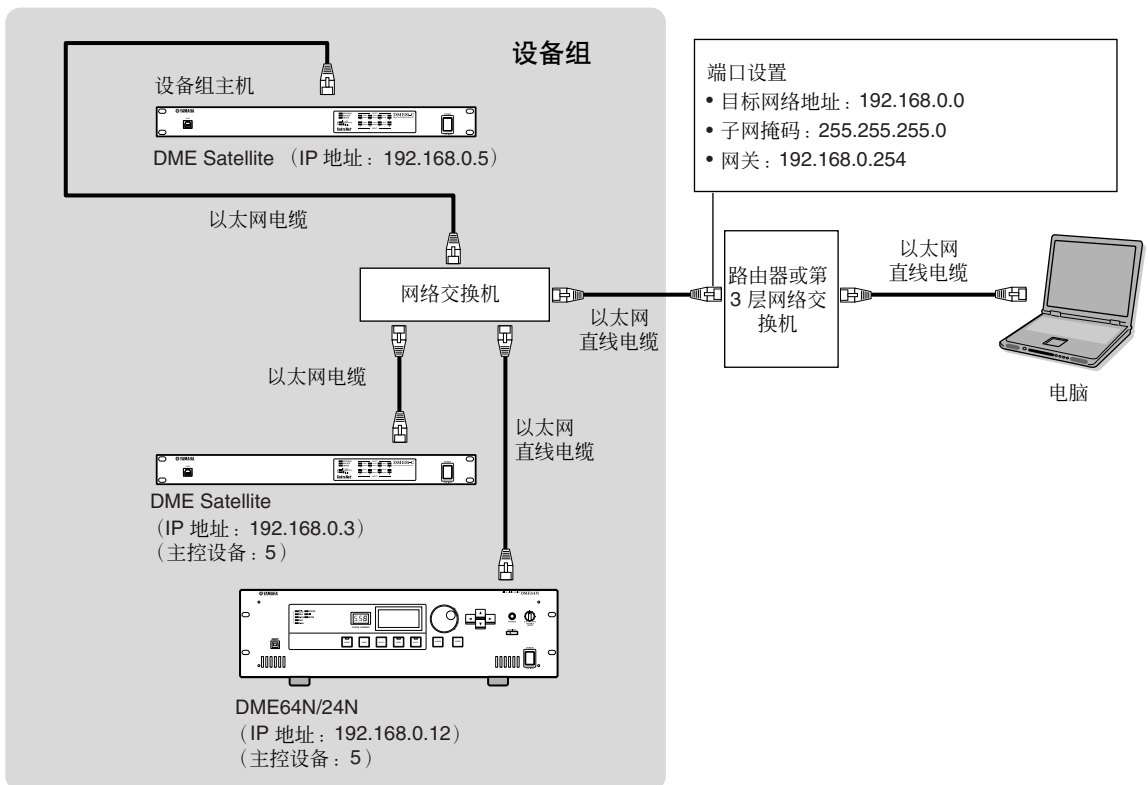 设备组
设备组主机
YAMAHA
DME Satellite （IP 地址：192.168.0.5）
以太网电缆
网络交换机
以太网
直线电缆
端口设置
• 目标网络地址：192.168.0.0
• 子网掩码：255.255.255.0
• 网关：192.168.0.254
路由器或第
3 层网络交
换机
以太网
直线电缆
电脑
以太网电缆
以太网
直线电缆
YAMAHA
DME Satellite
（IP 地址：192.168.0.3）
（主控设备：5）
YAMAHA
DME64N
DME64N/24N
（IP 地址：192.168.0.12）
（主控设备：5）